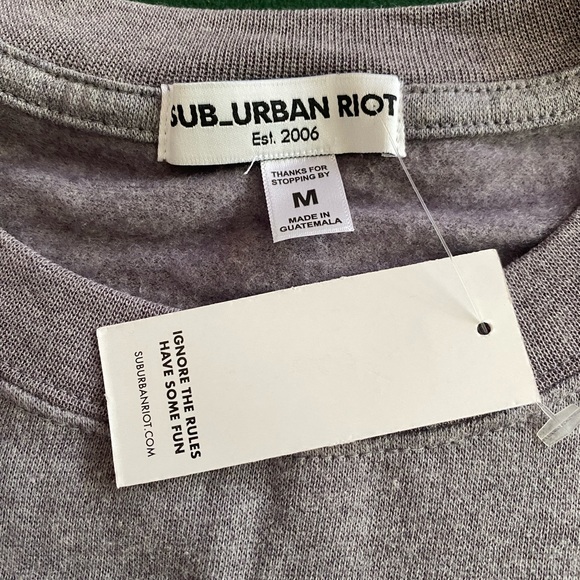 SUB_URBAN RIOT
Est. 2006
THANKS FOR
STOPPING BY
M
MADE IN
GUATEMALA
IGNORE THE RULES
HAVE SOME FUN
SUBURBANRIOT.COM